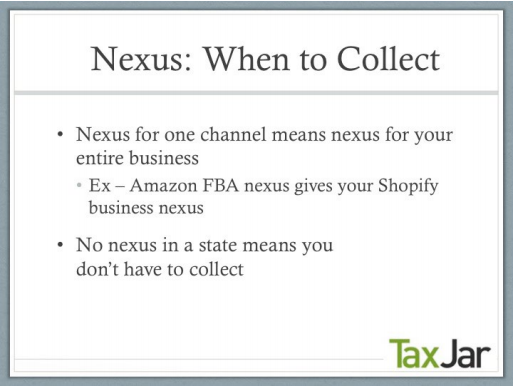 Nexus: When to Collect
• Nexus for one channel means nexus for your
entire business
• Ex – Amazon FBA nexus gives your Shopify
business nexus
• No nexus in a state means you
don't have to collect
TaxJar